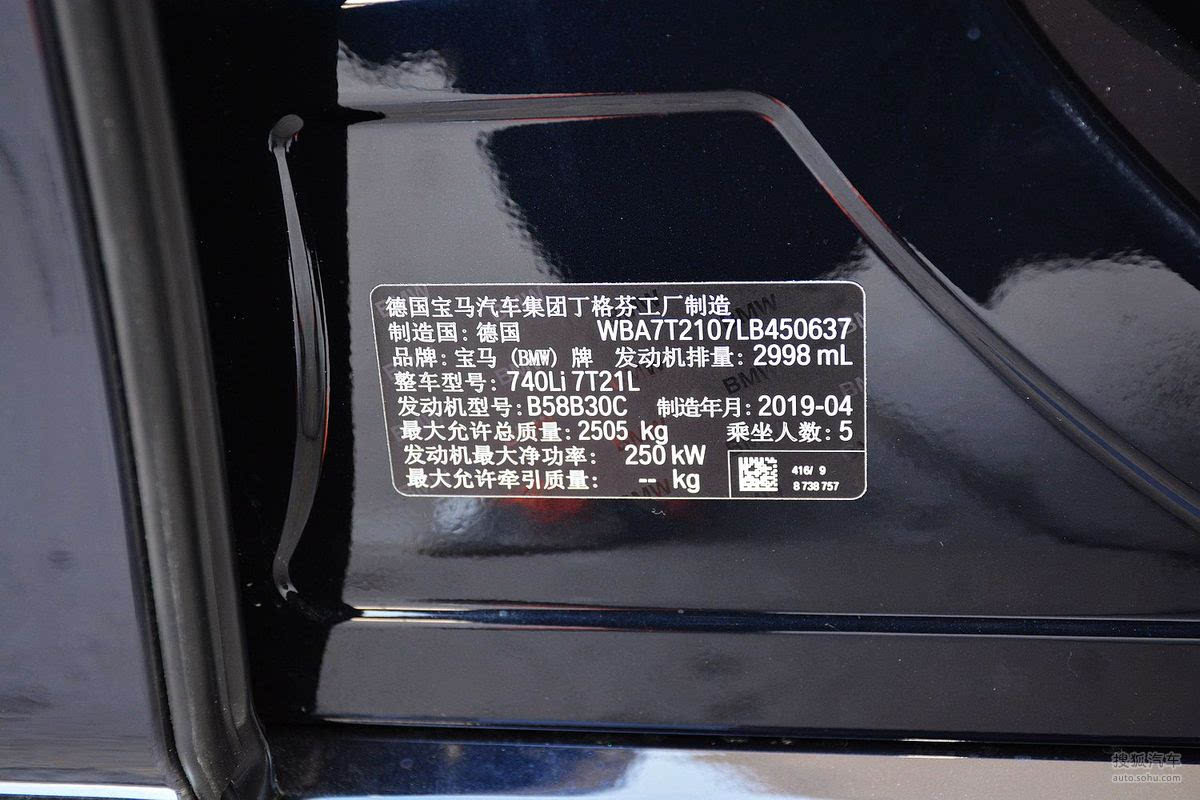 德国宝马汽车集团丁格芬工厂制造
制造国: 德国 WBA7T2107LB450637
品牌: 宝马 (BMW) 牌 发动机排量: 2998 mL
整车型号: 740Li 7T21L
发动机型号: B58B30C 制造年月: 2019-04
最大允许总质量: 2505 kg 乘坐人数: 5
发动机最大净功率: 250 kW
最大允许牵引质量: -- kg
416/ 9
8 738 757
搜狐汽车
auto.sohu.com